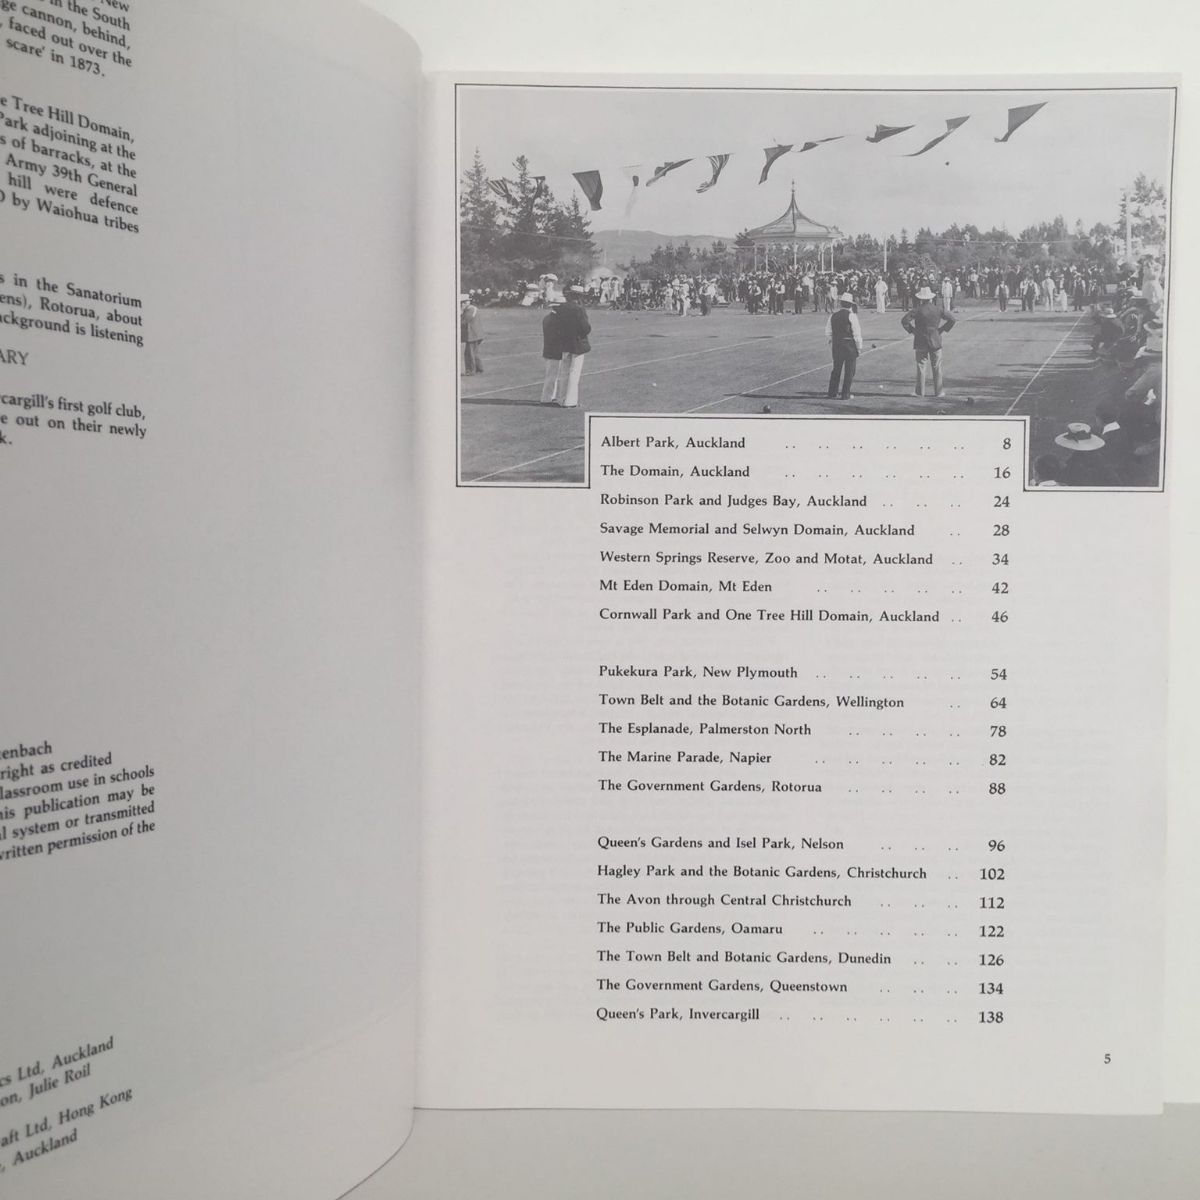 New
in the South
ge cannon, behind,
, faced out over the
scare' in 1873.
e Tree Hill Domain,
Park adjoining at the
s of barracks, at the
Army 39th General
hill were defence
by Waiohua tribes
s in the Sanatorium
ens), Rotorua, about
ackground is listening
ARY
cargill's first golf club,
e out on their newly
k.
enbach
right as credited
lassroom use in schools
his publication may be
al system or transmitted
written permission of the
cs Ltd, Auckland
on, Julie Roil
aft Ltd, Hong Kong
, Auckland
Albert Park, Auckland .. .. .. .. .. .. 8
The Domain, Auckland .. .. .. .. .. .. 16
Robinson Park and Judges Bay, Auckland .. .. .. 24
Savage Memorial and Selwyn Domain, Auckland .. 28
Western Springs Reserve, Zoo and Motat, Auckland .. 34
Mt Eden Domain, Mt Eden .. .. .. .. .. 42
Cornwall Park and One Tree Hill Domain, Auckland .. 46
Pukekura Park, New Plymouth .. .. .. .. .. 54
Town Belt and the Botanic Gardens, Wellington .. 64
The Esplanade, Palmerston North .. .. .. .. 78
The Marine Parade, Napier .. .. .. .. .. 82
The Government Gardens, Rotorua .. .. .. .. 88
Queen's Gardens and Isel Park, Nelson .. .. .. 96
Hagley Park and the Botanic Gardens, Christchurch .. 102
The Avon through Central Christchurch .. .. .. 112
The Public Gardens, Oamaru .. .. .. .. .. 122
The Town Belt and Botanic Gardens, Dunedin .. .. 126
The Government Gardens, Queenstown .. .. .. 134
Queen's Park, Invercargill .. .. .. .. .. .. 138
5